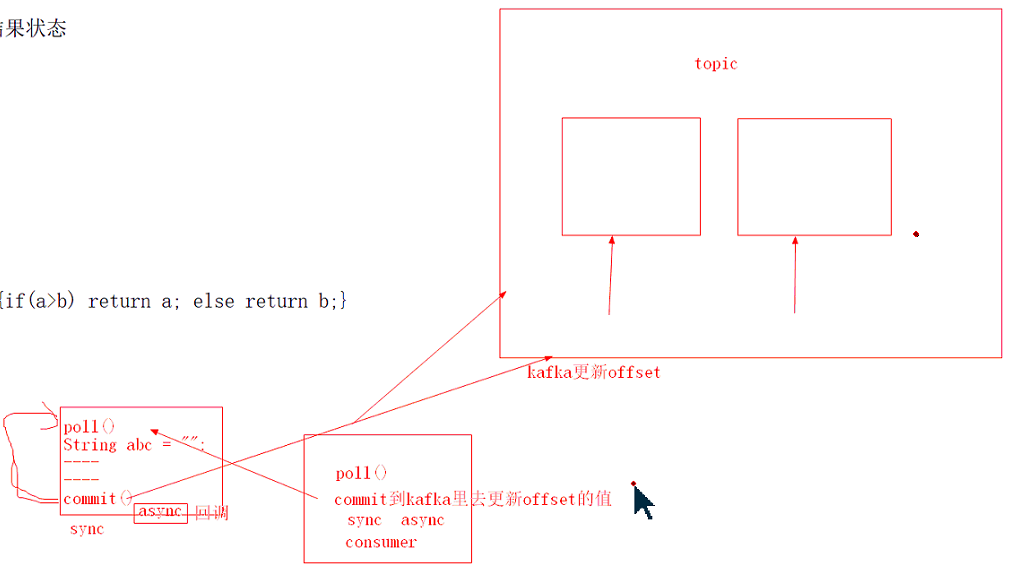 结果状态
topic
{if(a>b) return a; else return b;}
kafka更新offset
poll()
String abc = "";
----
----
commit()
async 回调
sync
poll()
commit到kafka里去更新offset的值
sync async
consumer